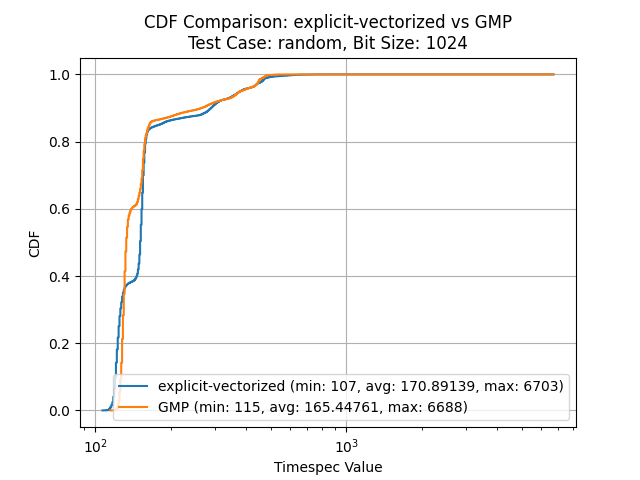 CDF Comparison: explicit-vectorized vs GMP
Test Case: random, Bit Size: 1024
CDF
1.0
0.8
0.6
0.4
0.2
0.0
explicit-vectorized (min: 107, avg: 170.89139, max: 6703)
GMP (min: 115, avg: 165.44761, max: 6688)
10² 10³
Timespec Value